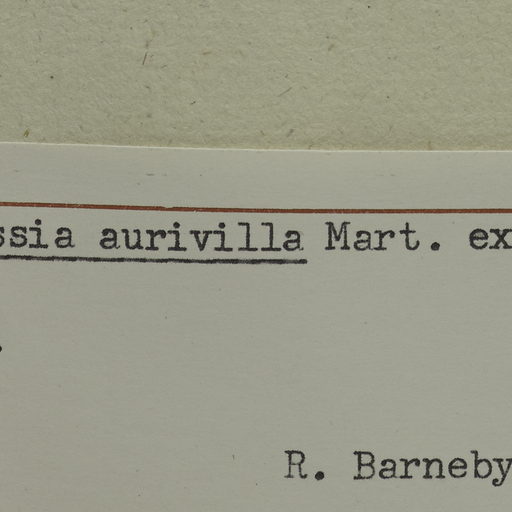 ssia aurivilla Mart. ex
.
R. Barneby